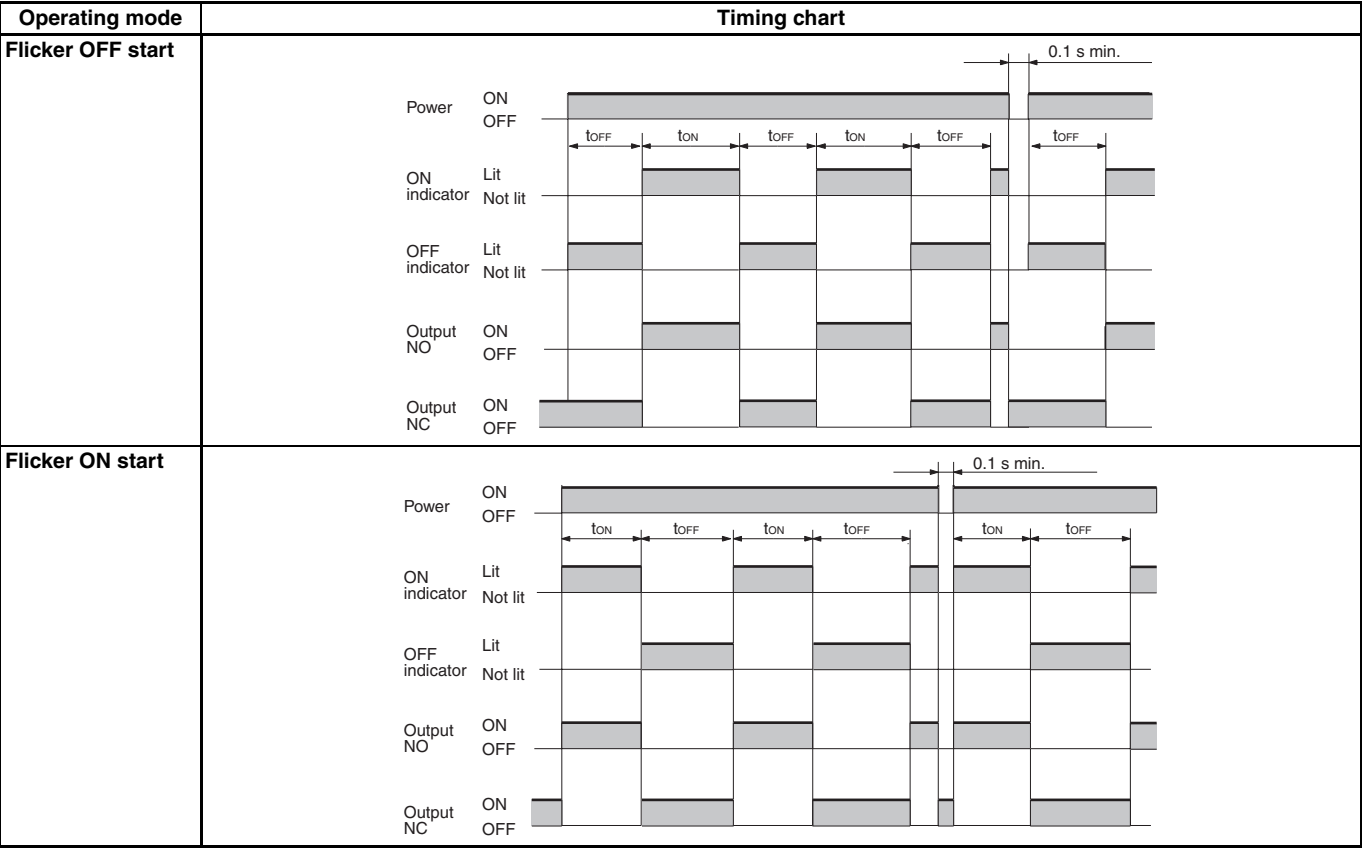 Operating mode Timing chart
Flicker OFF start
0.1 s min.
Power ON
OFF
tOFF tON tOFF tON tOFF tOFF
ON Lit
indicator Not lit
OFF Lit
indicator Not lit
Output ON
NO OFF
Output ON
NC OFF
Flicker ON start
0.1 s min.
Power ON
OFF
tON tOFF tON tOFF tON tOFF
ON Lit
indicator Not lit
OFF Lit
indicator Not lit
Output ON
NO OFF
Output ON
NC OFF